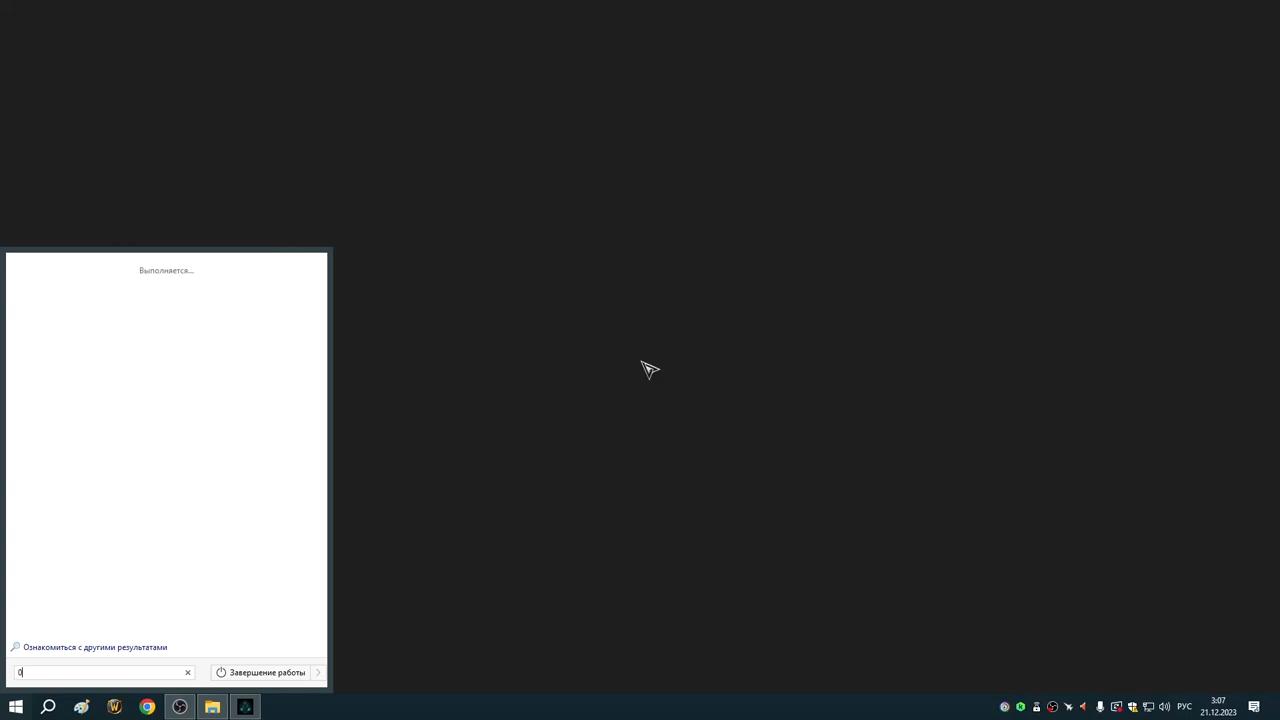 Выполняется...
Ознакомиться с другими результатами
0
Завершение работы
РУС
3:07
21.12.2023